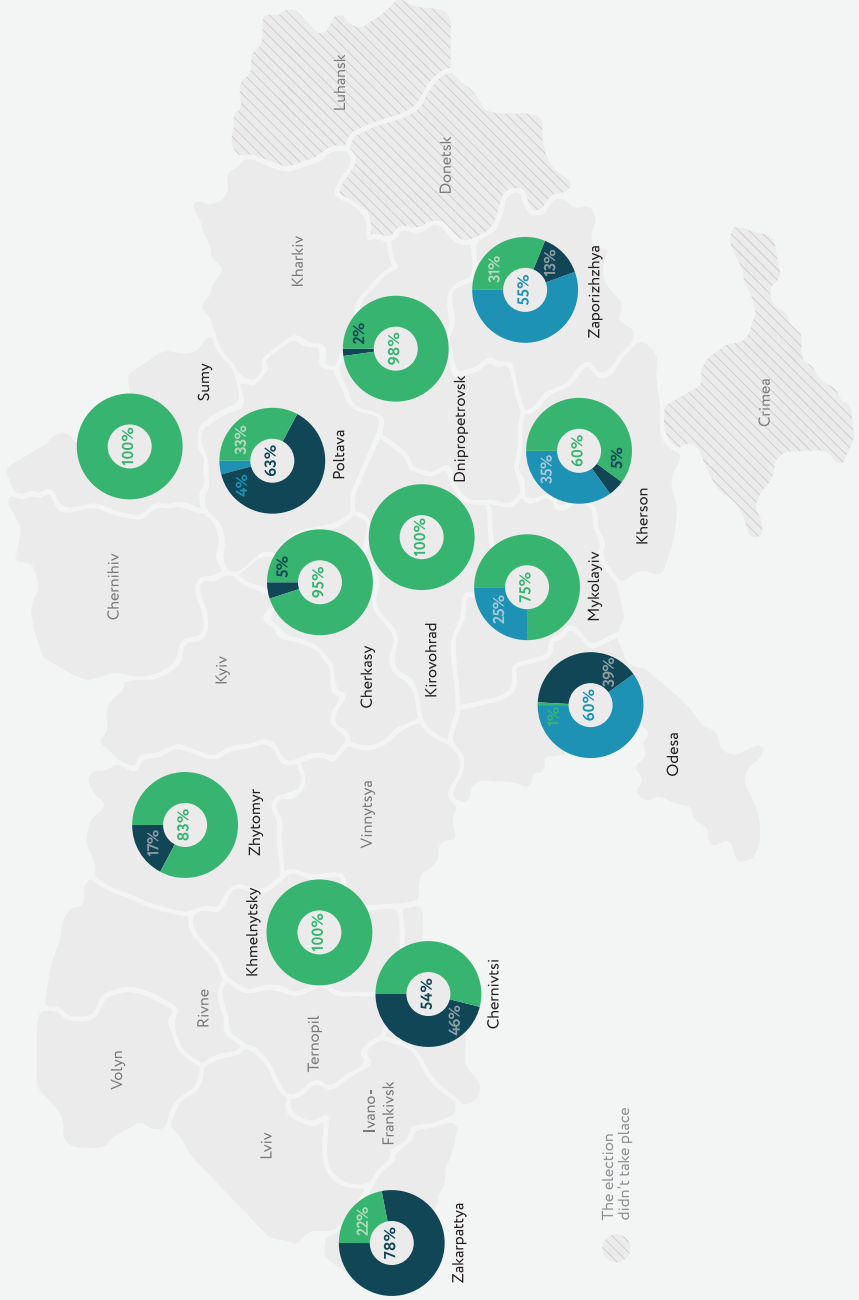 Volyn
Rivne
Lviv
Ternopil
Ivano-
Frankivsk
22%
78%
Zakarpattya
Khmelnytsky
100%
54%
46%
Chernivtsi
17%
83%
Zhytomyr
Vinnytsya
Kyiv
Chernihiv
100%
Sumy
33%
4%
63%
Poltava
5%
95%
Cherkasy
100%
Kirovohrad
Kharkiv
2%
98%
Dnipropetrovsk
Luhansk
Donetsk
31%
55%
13%
Zaporizhzhya
35%
60%
5%
Kherson
25%
75%
Mykolayiv
1%
60%
39%
Odesa
Crimea
The election
didn't take place